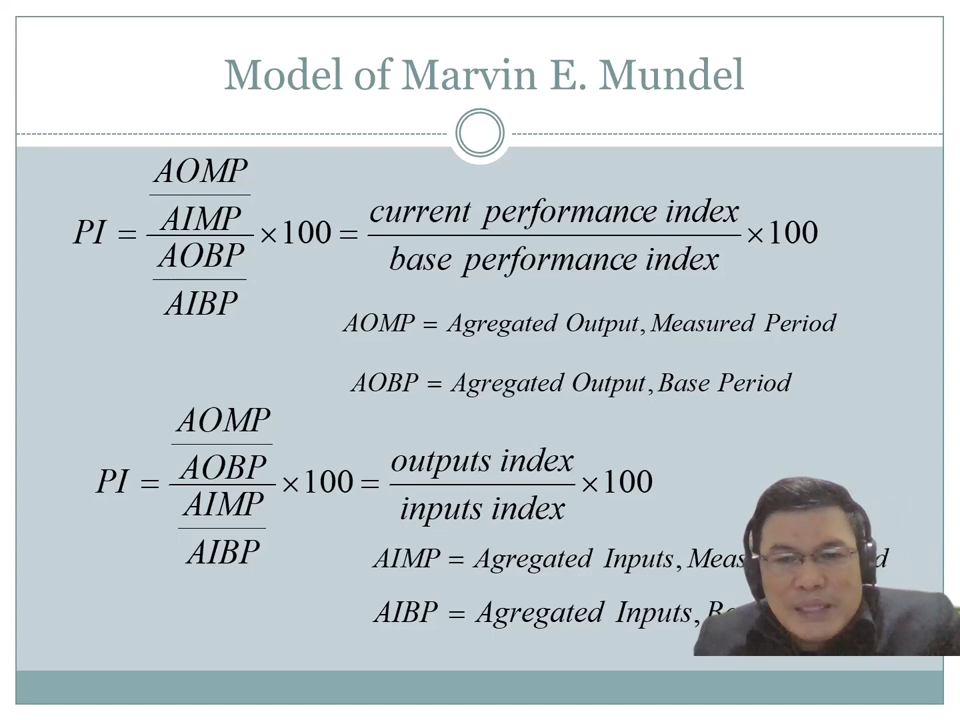 Model of Marvin E. Mundel
PI = AOMP / AIMP / AOBP / AIBP × 100 = current performance index / base performance index × 100
AOMP = Agregated Output, Measured Period
AOBP = Agregated Output, Base Period
PI = AOMP / AOBP / AIMP / AIBP × 100 = outputs index / inputs index × 100
AIMP = Agregated Inputs,
AIBP = Agregated Inputs,